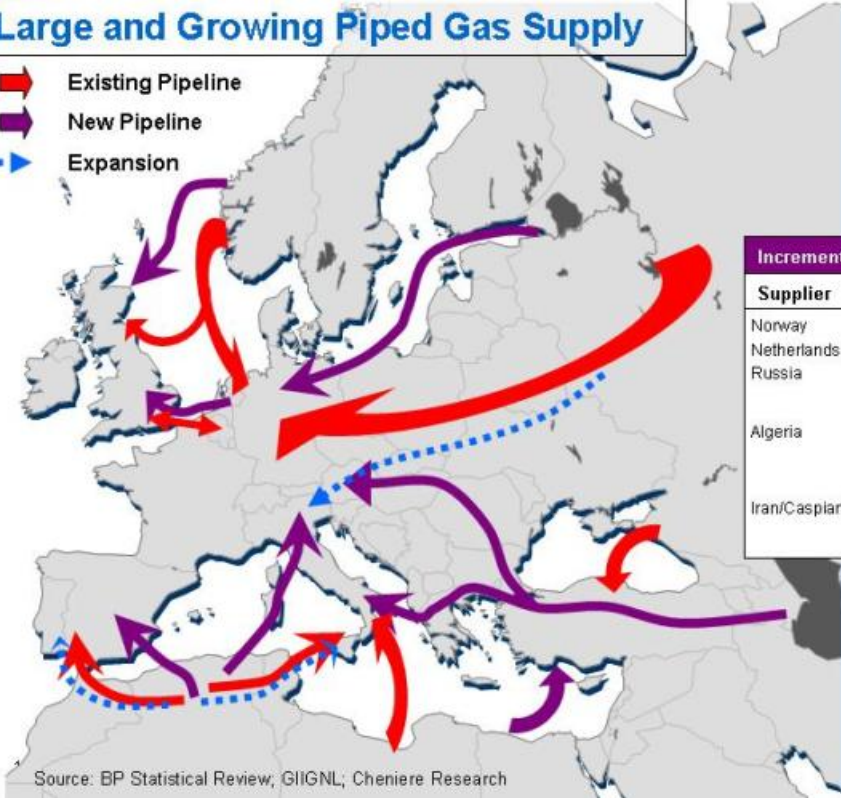 Large and Growing Piped Gas Supply
Existing Pipeline
New Pipeline
Expansion
Increment
Supplier
Norway
Netherlands
Russia
Algeria
Iran/Caspian
Source: BP Statistical Review; GIIGNL; Cheniere Research